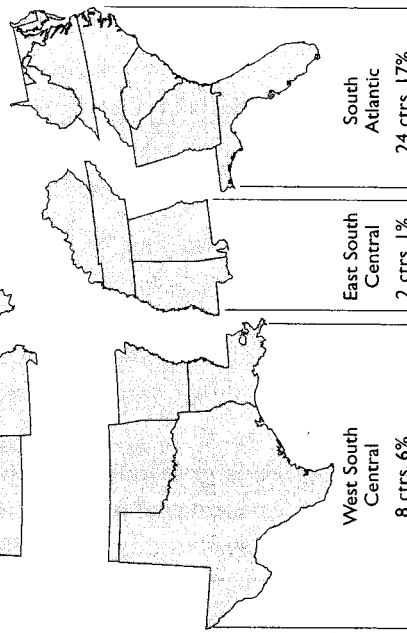 West South
Central
8 ctrs, 6%
East South
Central
2 ctrs, 1%
South
Atlantic
24 ctrs, 17%